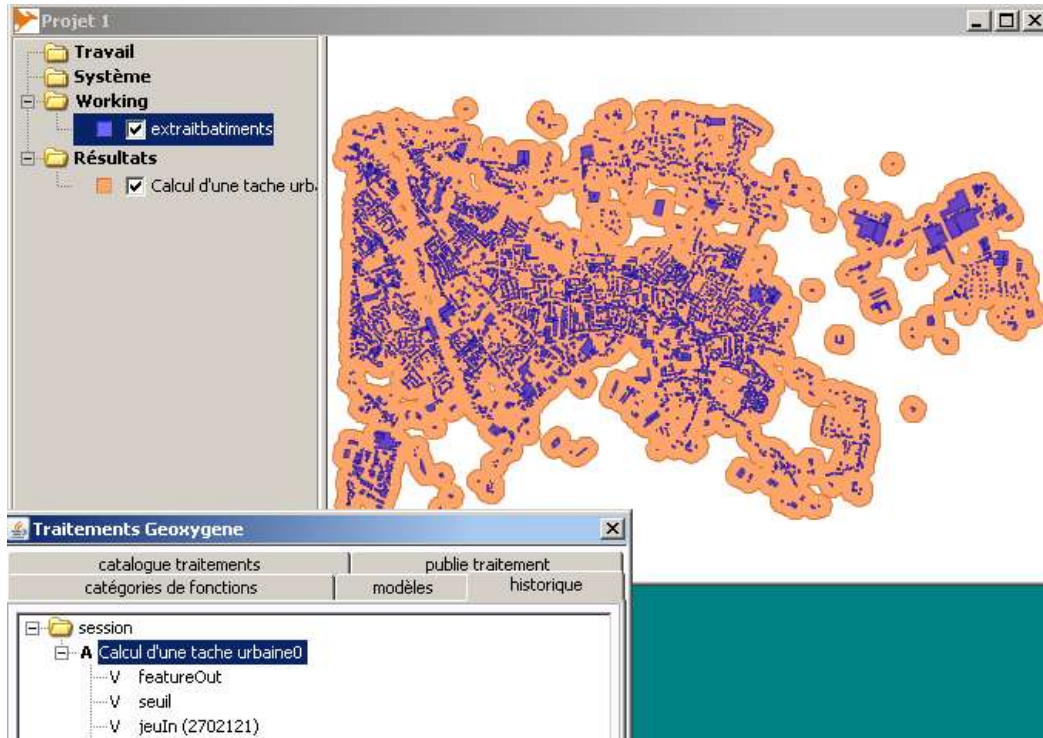 Projet 1
Travail
Système
Working
extraitbatiments
Résultats
Calcul d'une tache urb
Traitements Geoxygene
catalogue traitements
publie traitement
catégories de fonctions
modèles
historique
session
A Calcul d'une tache urbaine0
V featureOut
V seuil
V jeuIn (2702121)